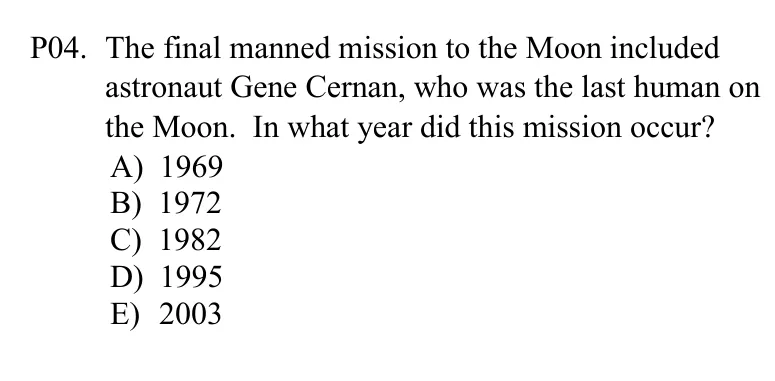 P04. The final manned mission to the Moon included
astronaut Gene Cernan, who was the last human on
the Moon. In what year did this mission occur?
A) 1969
B) 1972
C) 1982
D) 1995
E) 2003